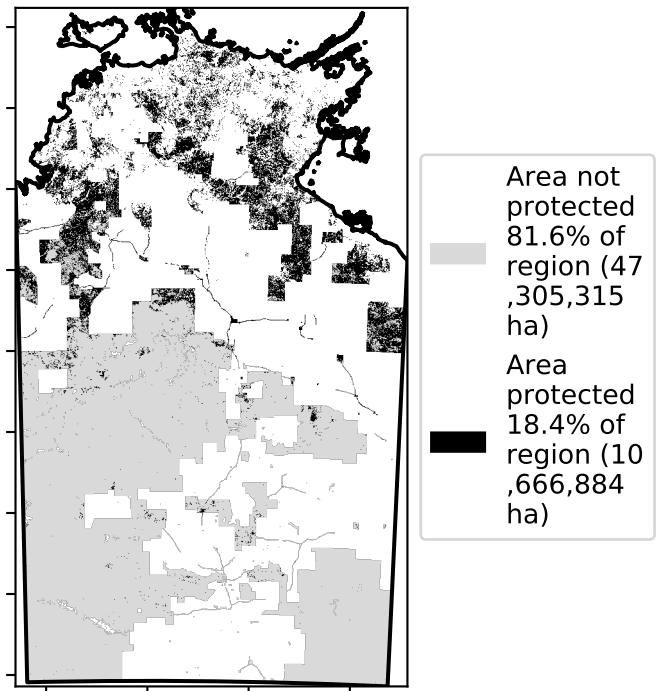 Area not
protected
81.6% of
region (47
,305,315
ha)
Area
protected
18.4% of
region (10
,666,884
ha)